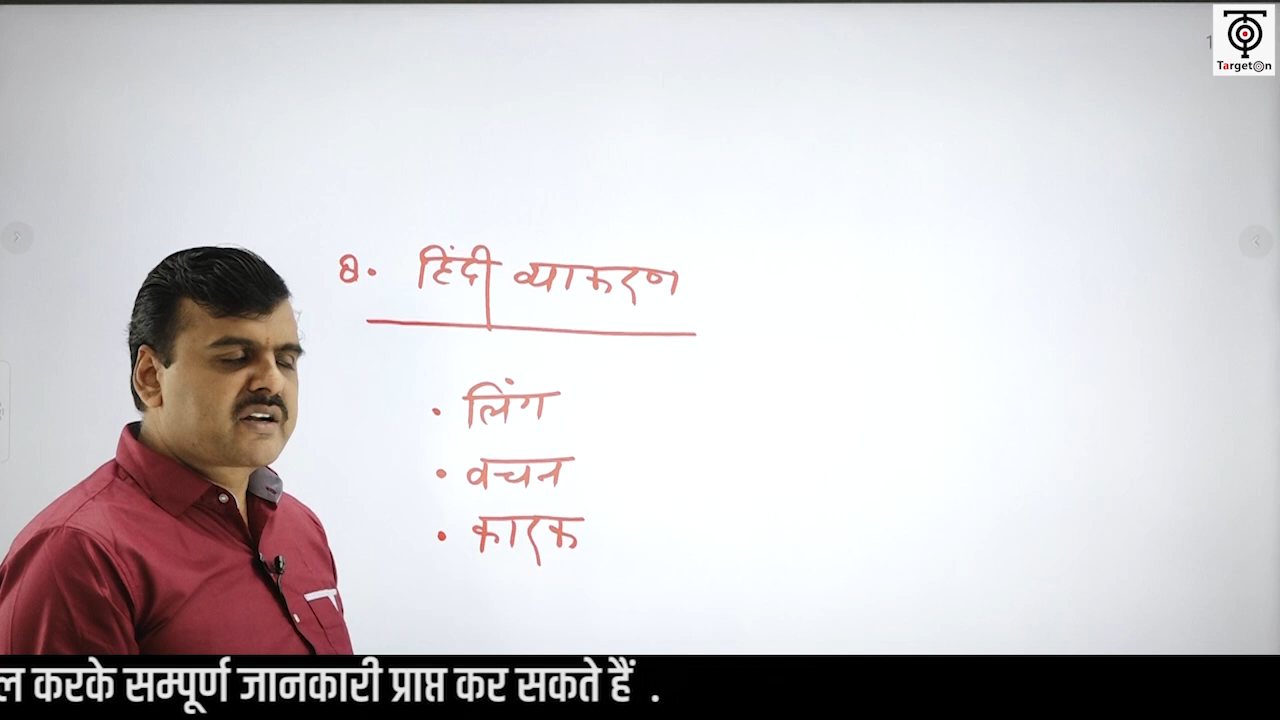 TargetOn
8. हिंदी व्याकरण
• लिंग
• वचन
• कारक
करके सम्पूर्ण जानकारी प्राप्त कर सकते हैं .